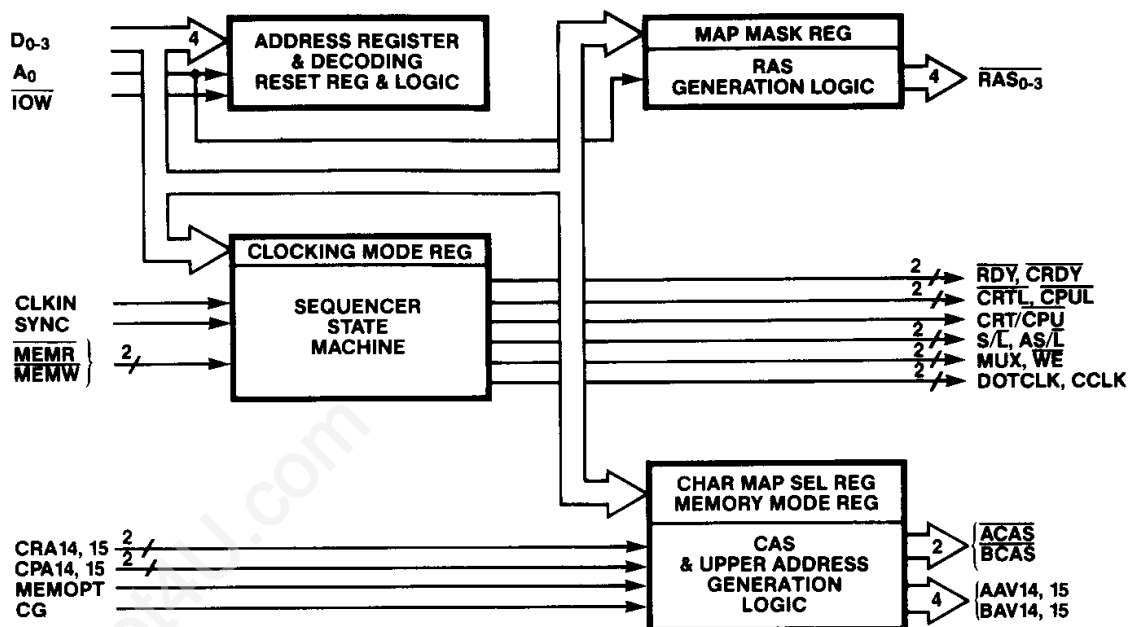 D0-3
A0
IOW
4
ADDRESS REGISTER
& DECODING
RESET REG & LOGIC
MAP MASK REG
RAS
GENERATION LOGIC
4
RAS0-3
CLOCKING MODE REG
SEQUENCER
STATE
MACHINE
CLKIN
SYNC
MEMR
MEMW
2
2
RDY, CRDY
2
CRTL, CPUL
CRT/CPU
2
S/L, AS/L
2
MUX, WE
2
DOTCLK, CCLK
CHAR MAP SEL REG
MEMORY MODE REG
CAS
& UPPER ADDRESS
GENERATION
LOGIC
CRA14, 15
2
CPA14, 15
2
MEMOPT
CG
2
ACAS
BCAS
4
AAV14, 15
BAV14, 15
t4U.com